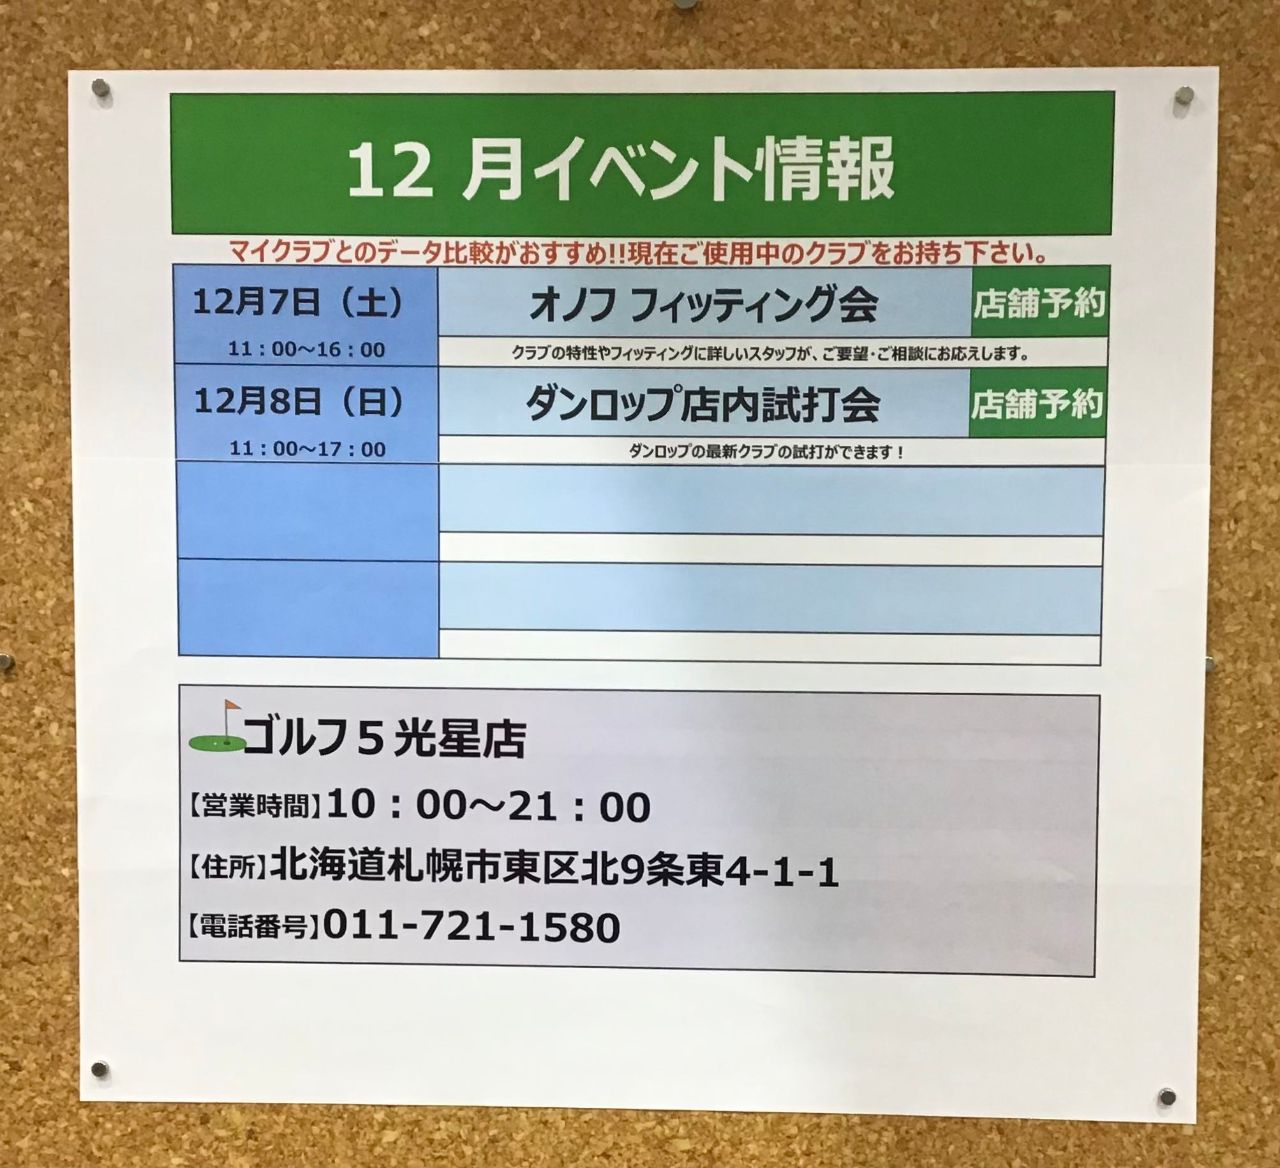 12 月イベント情報
マイクラブとのデータ比較がおすすめ!!現在ご使用中のクラブをお持ち下さい。
12月7日（土）
11：00～16：00
オノフ フィッティング会
店舗予約
クラブの特性やフィッティングに詳しいスタッフが、ご要望・ご相談にお応えします。
12月8日（日）
11：00～17：00
ダンロップ店内試打会
店舗予約
ダンロップの最新クラブの試打ができます！
ゴルフ５光星店
【営業時間】10：00～21：00
【住所】北海道札幌市東区北9条東4-1-1
【電話番号】011-721-1580